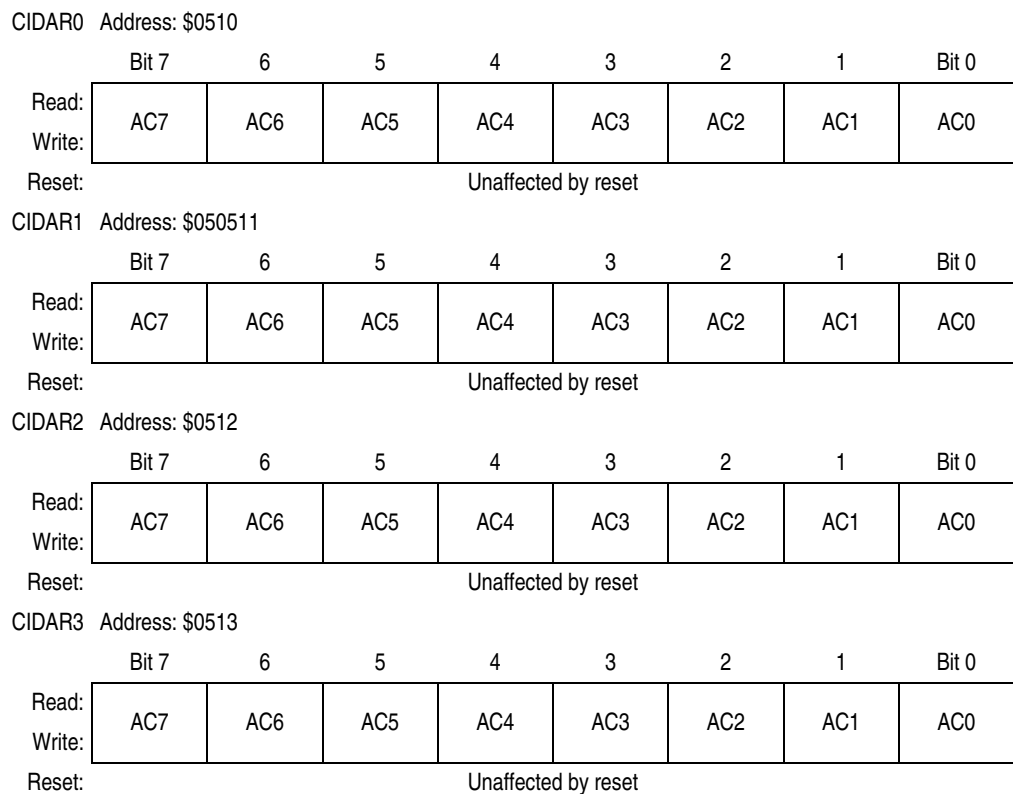 CIDAR0 Address: $0510
Bit 7 6 5 4 3 2 1 Bit 0
Read:
AC7 AC6 AC5 AC4 AC3 AC2 AC1 AC0
Write:
Reset: Unaffected by reset
CIDAR1 Address: $050511
Bit 7 6 5 4 3 2 1 Bit 0
Read:
AC7 AC6 AC5 AC4 AC3 AC2 AC1 AC0
Write:
Reset: Unaffected by reset
CIDAR2 Address: $0512
Bit 7 6 5 4 3 2 1 Bit 0
Read:
AC7 AC6 AC5 AC4 AC3 AC2 AC1 AC0
Write:
Reset: Unaffected by reset
CIDAR3 Address: $0513
Bit 7 6 5 4 3 2 1 Bit 0
Read:
AC7 AC6 AC5 AC4 AC3 AC2 AC1 AC0
Write:
Reset: Unaffected by reset